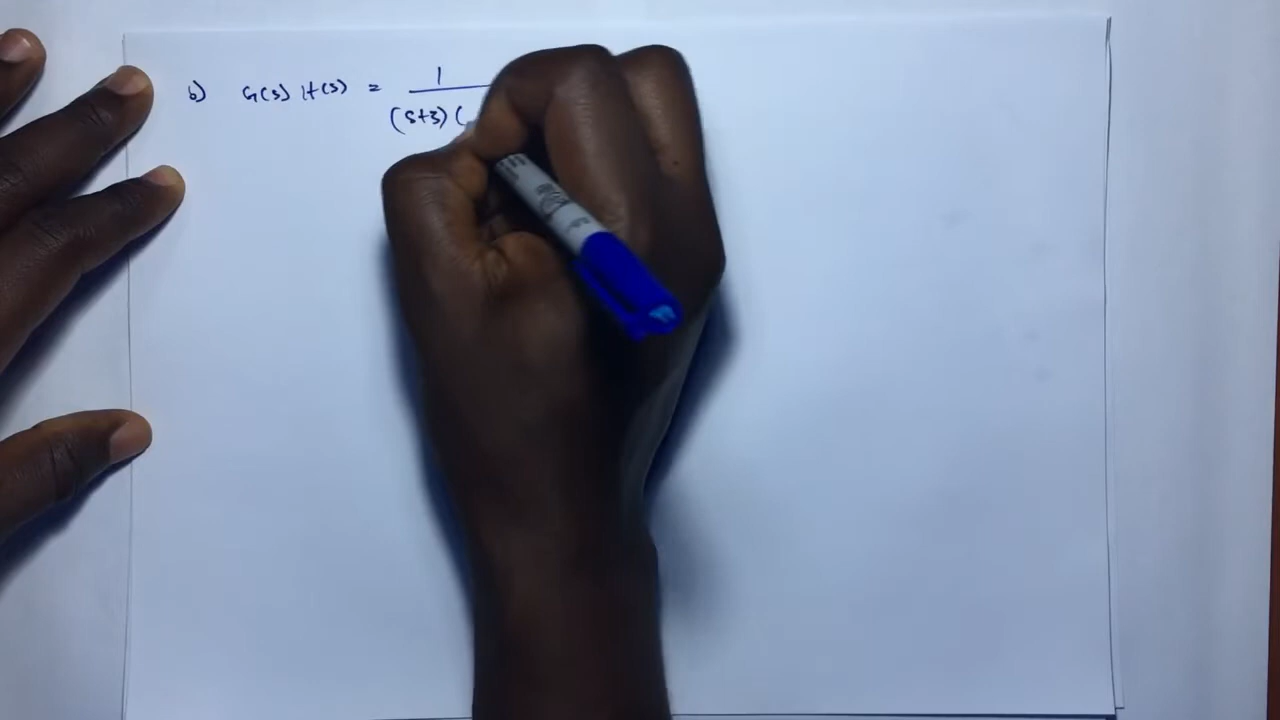 b) G(s) H(s) = 1
(s+3) (